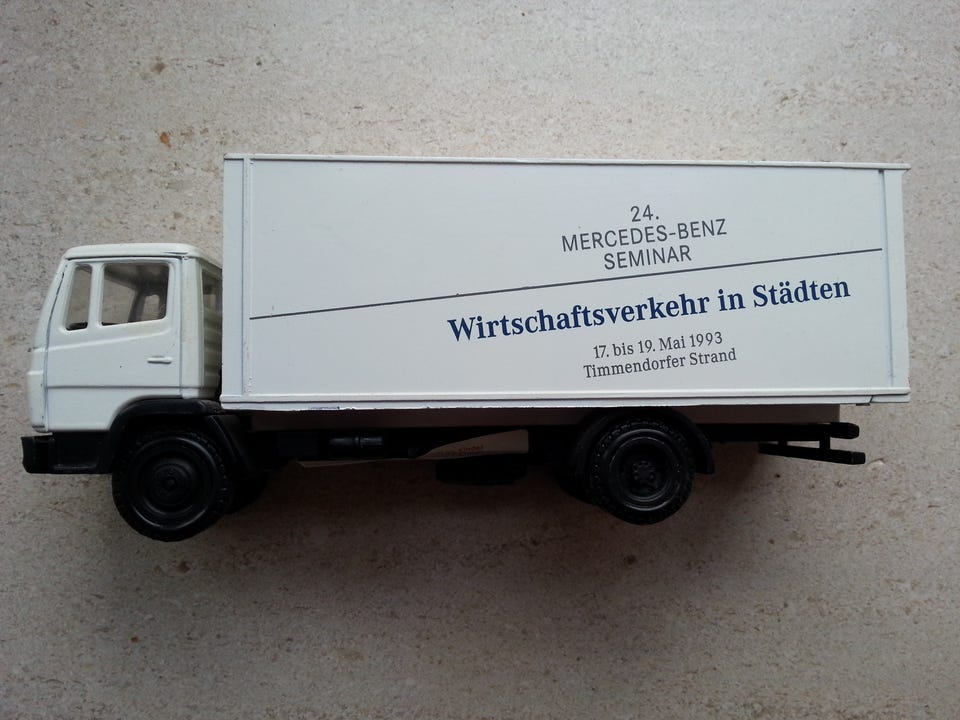 24.
MERCEDES-BENZ
SEMINAR
Wirtschaftsverkehr in Städten
17. bis 19. Mai 1993
Timmendorfer Strand